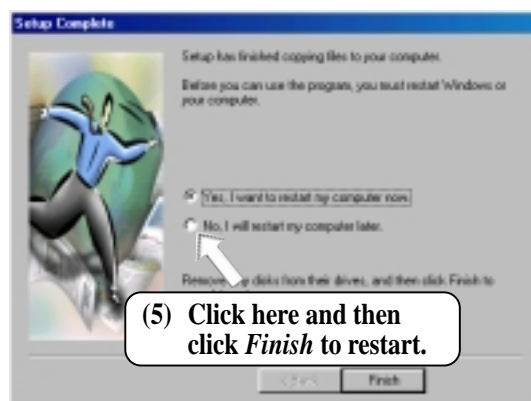 Setup Complete
Setup has finished copying files to your computer.
Before you can use the program, you must restart Windows or
your computer.
Yes, I want to restart my computer now.
No, I will restart my computer later.
disks from their drives, and then click Finish to
(5) Click here and then
click Finish to restart.
< Back
Finish